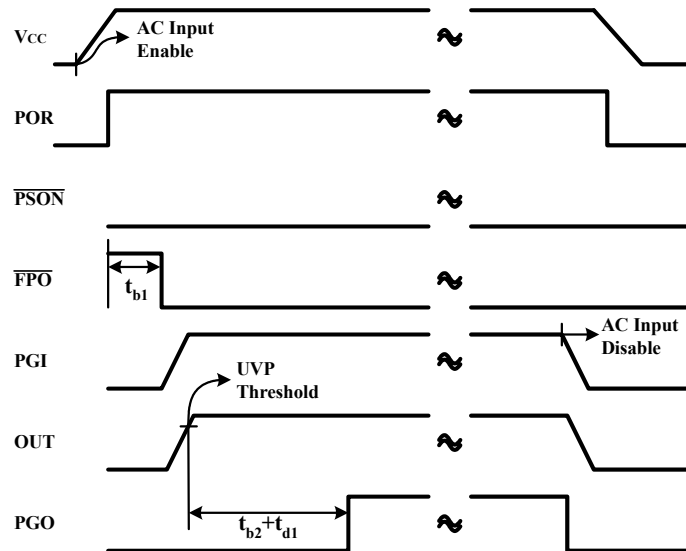 VCC
AC Input
Enable
POR
PSON
FPO
tb1
AC Input
Disable
PGI
UVP
Threshold
OUT
tb2+td1
PGO